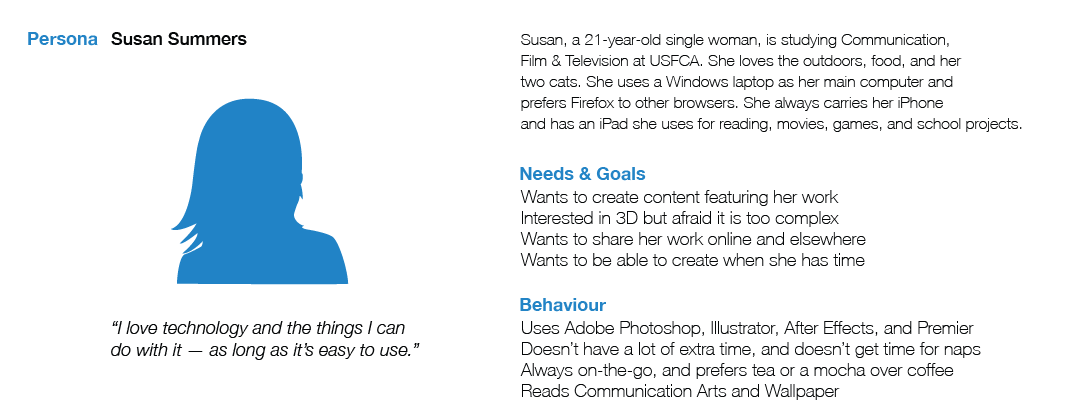 Persona Susan Summers
“I love technology and the things I can
do with it — as long as it’s easy to use.”
Susan, a 21-year-old single woman, is studying Communication,
Film & Television at USFCA. She loves the outdoors, food, and her
two cats. She uses a Windows laptop as her main computer and
prefers Firefox to other browsers. She always carries her iPhone
and has an iPad she uses for reading, movies, games, and school projects.
Needs & Goals
Wants to create content featuring her work
Interested in 3D but afraid it is too complex
Wants to share her work online and elsewhere
Wants to be able to create when she has time
Behaviour
Uses Adobe Photoshop, Illustrator, After Effects, and Premier
Doesn’t have a lot of extra time, and doesn’t get time for naps
Always on-the-go, and prefers tea or a mocha over coffee
Reads Communication Arts and Wallpaper